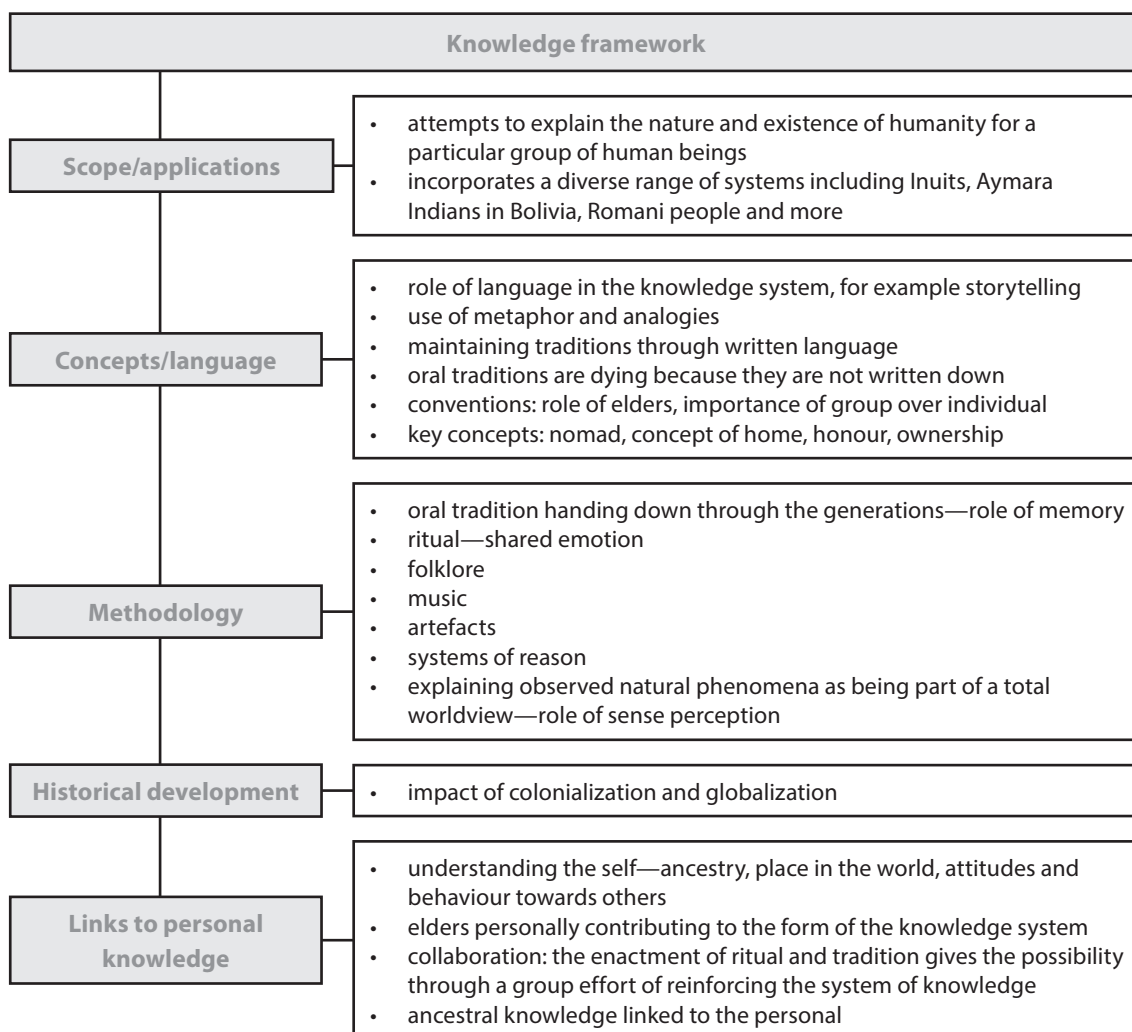 Knowledge framework
Scope/applications
• attempts to explain the nature and existence of humanity for a
particular group of human beings
• incorporates a diverse range of systems including Inuits, Aymara
Indians in Bolivia, Romani people and more
Concepts/language
• role of language in the knowledge system, for example storytelling
• use of metaphor and analogies
• maintaining traditions through written language
• oral traditions are dying because they are not written down
• conventions: role of elders, importance of group over individual
• key concepts: nomad, concept of home, honour, ownership
Methodology
• oral tradition handing down through the generations—role of memory
• ritual—shared emotion
• folklore
• music
• artefacts
• systems of reason
• explaining observed natural phenomena as being part of a total
worldview—role of sense perception
Historical development
• impact of colonialization and globalization
Links to personal
knowledge
• understanding the self—ancestry, place in the world, attitudes and
behaviour towards others
• elders personally contributing to the form of the knowledge system
• collaboration: the enactment of ritual and tradition gives the possibility
through a group effort of reinforcing the system of knowledge
• ancestral knowledge linked to the personal